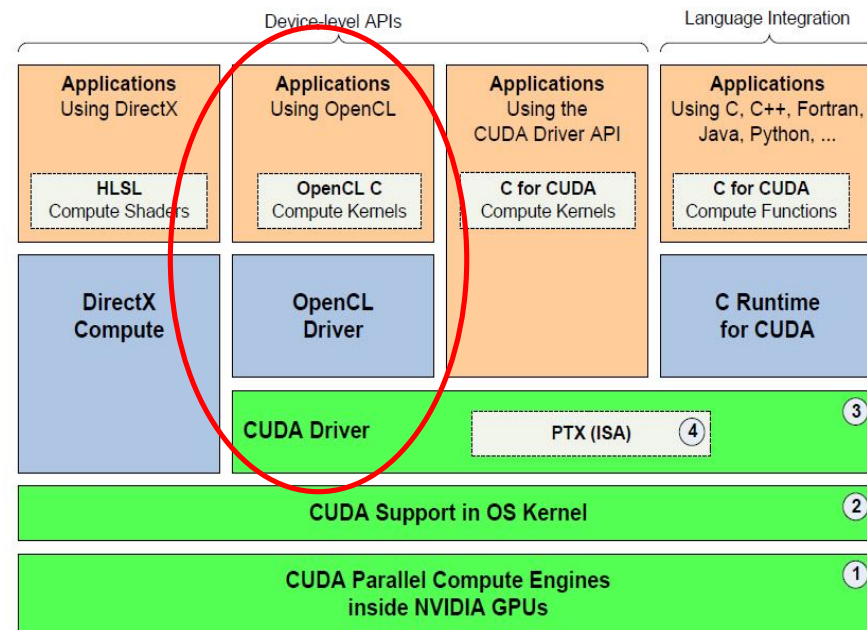 Device-level APIs
Language Integration
Applications
Using DirectX
HLSL
Compute Shaders
Applications
Using OpenCL
OpenCL C
Compute Kernels
Applications
Using the
CUDA Driver API
C for CUDA
Compute Kernels
Applications
Using C, C++, Fortran,
Java, Python, ...
C for CUDA
Compute Functions
DirectX
Compute
OpenCL
Driver
C Runtime
for CUDA
CUDA Driver
PTX (ISA)
4
3
CUDA Support in OS Kernel
2
CUDA Parallel Compute Engines
inside NVIDIA GPUs
1